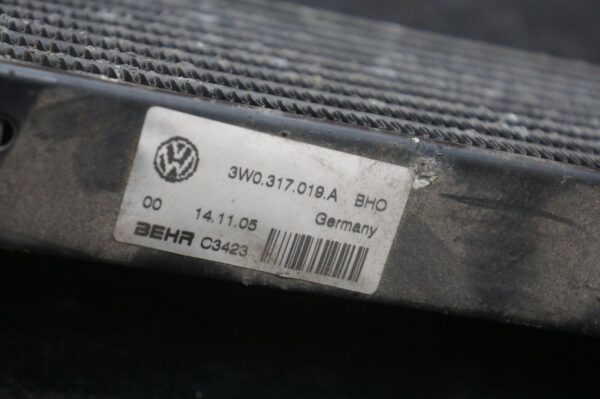 3W0.317.019.A BHO
00 14.11.05 Germany
BEHR C3423